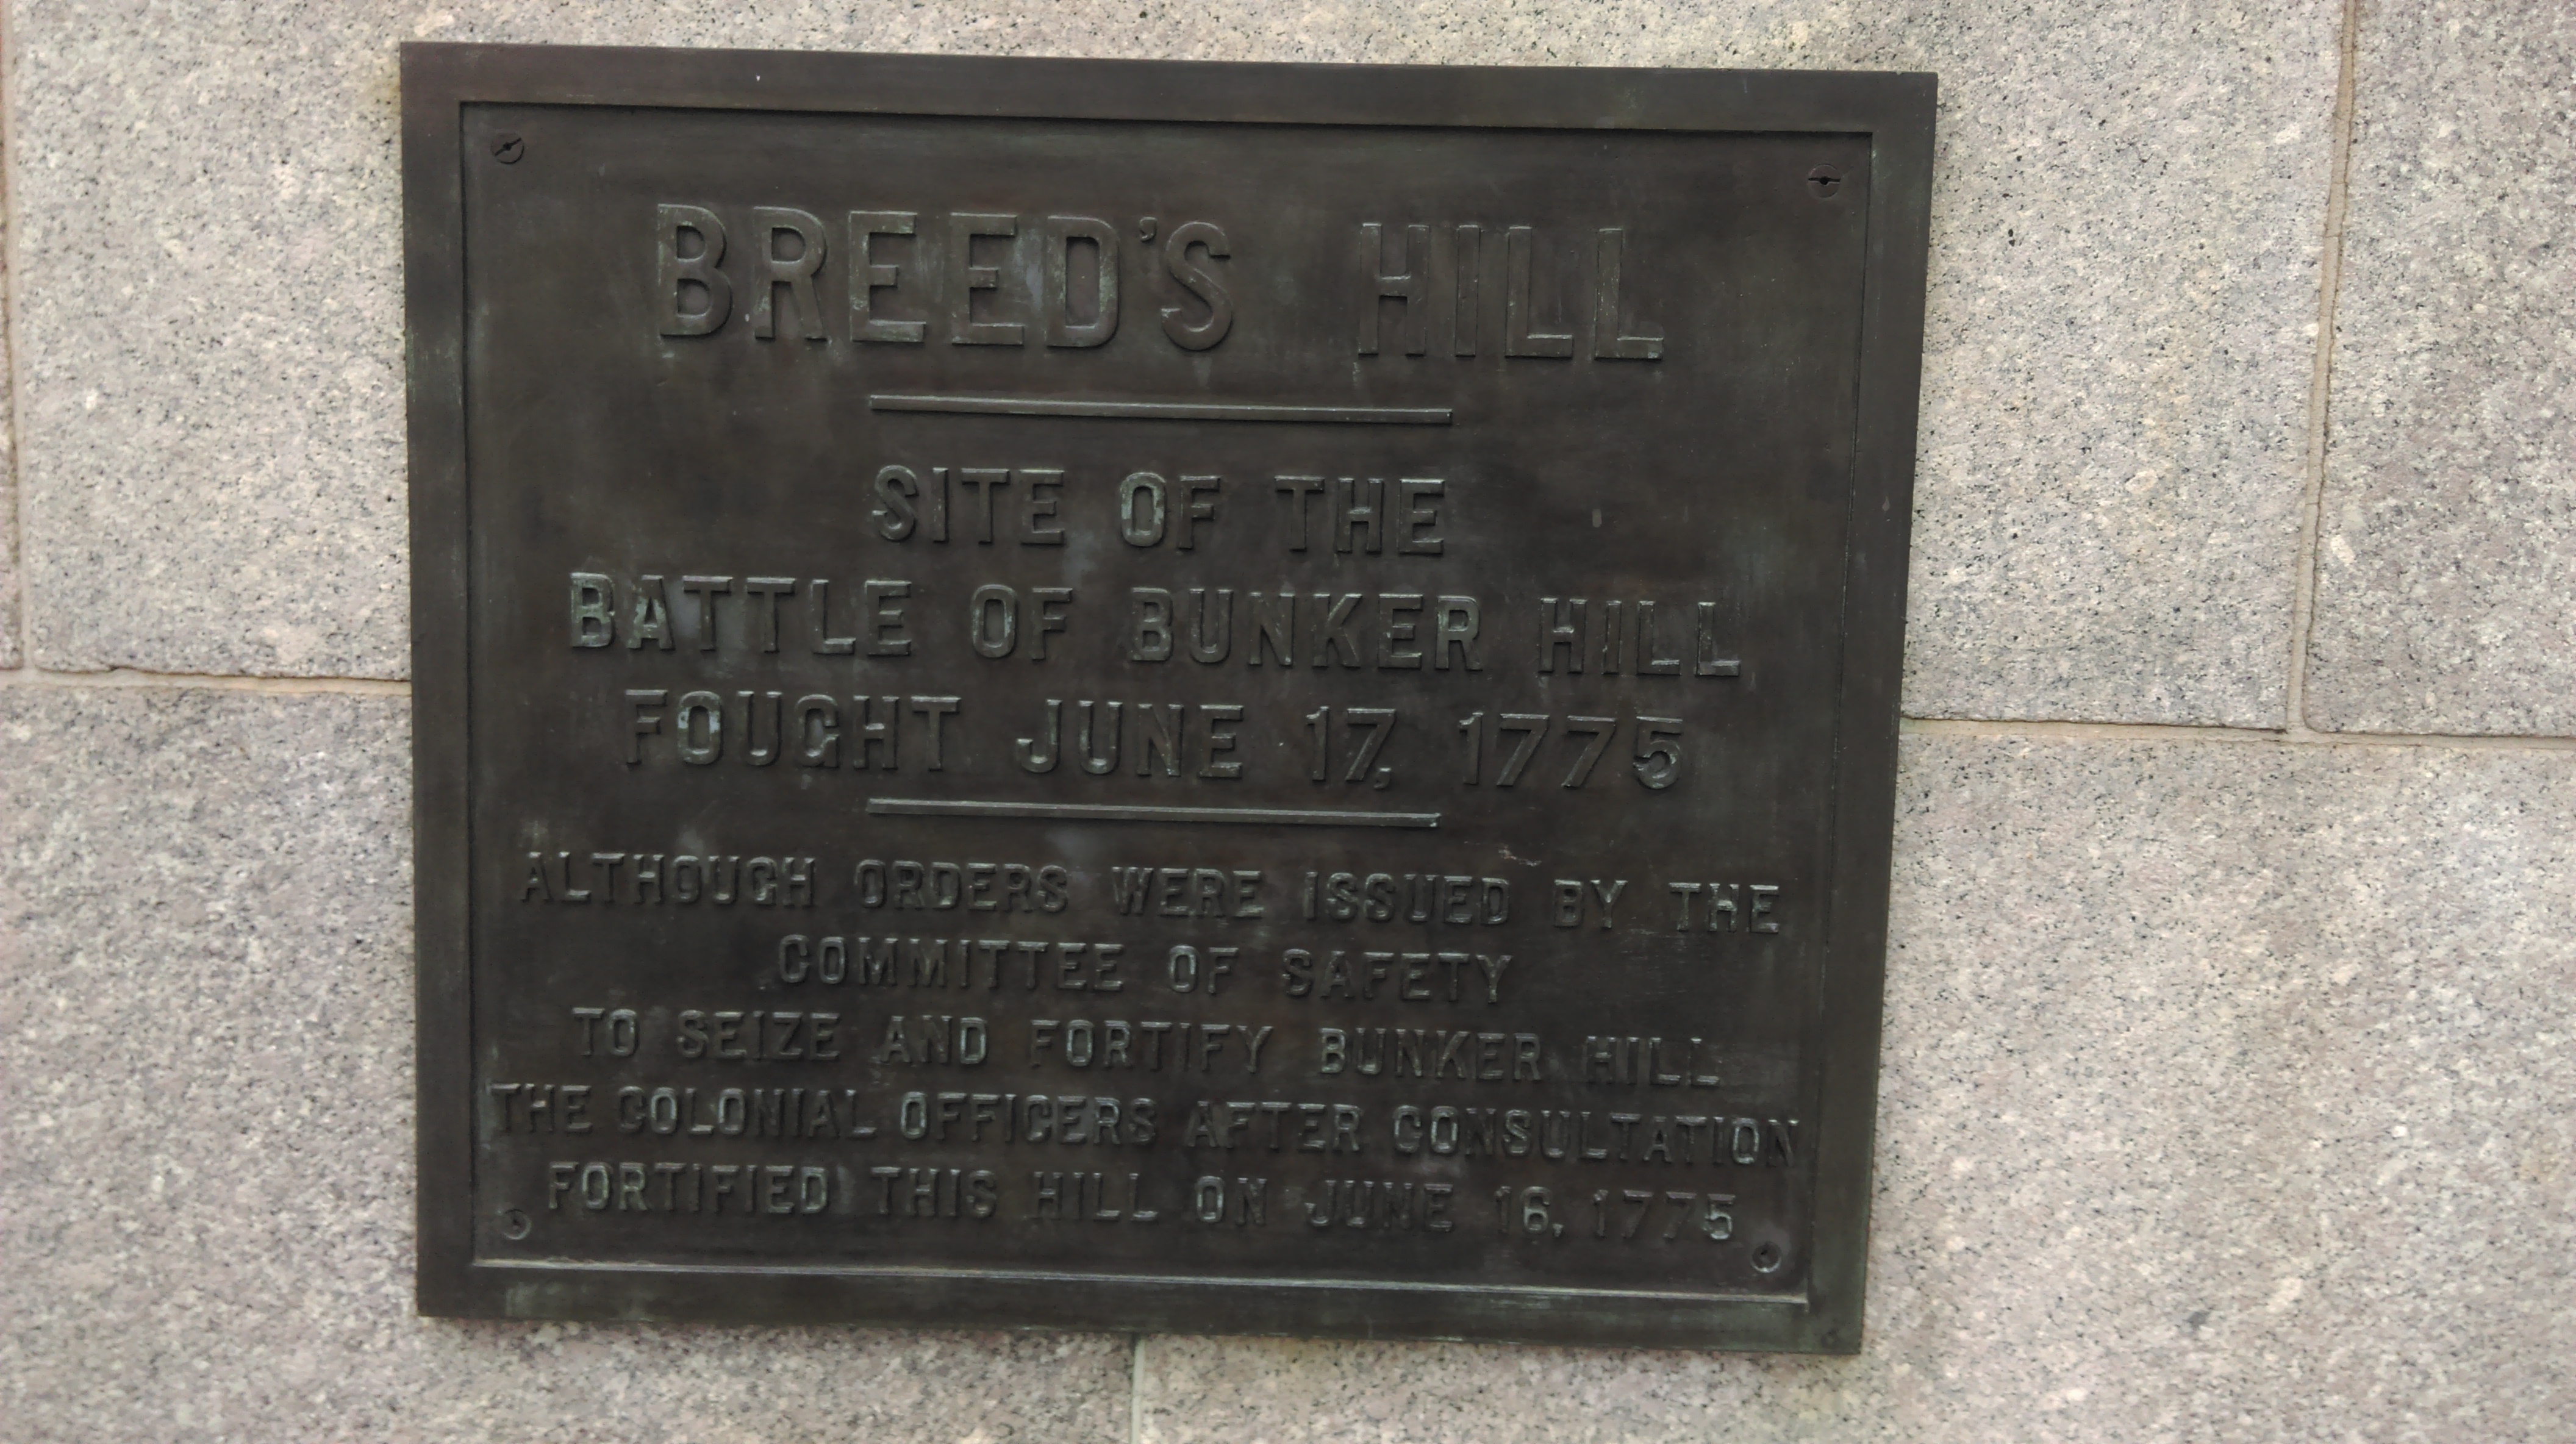 BREED'S HILL
SITE OF THE
BATTLE OF BUNKER HILL
FOUGHT JUNE 17, 1775
ALTHOUGH ORDERS WERE ISSUED BY THE
COMMITTEE OF SAFETY
TO SEIZE AND FORTIFY BUNKER HILL
THE COLONIAL OFFICERS AFTER CONSULTATION
FORTIFIED THIS HILL ON JUNE 16, 1775